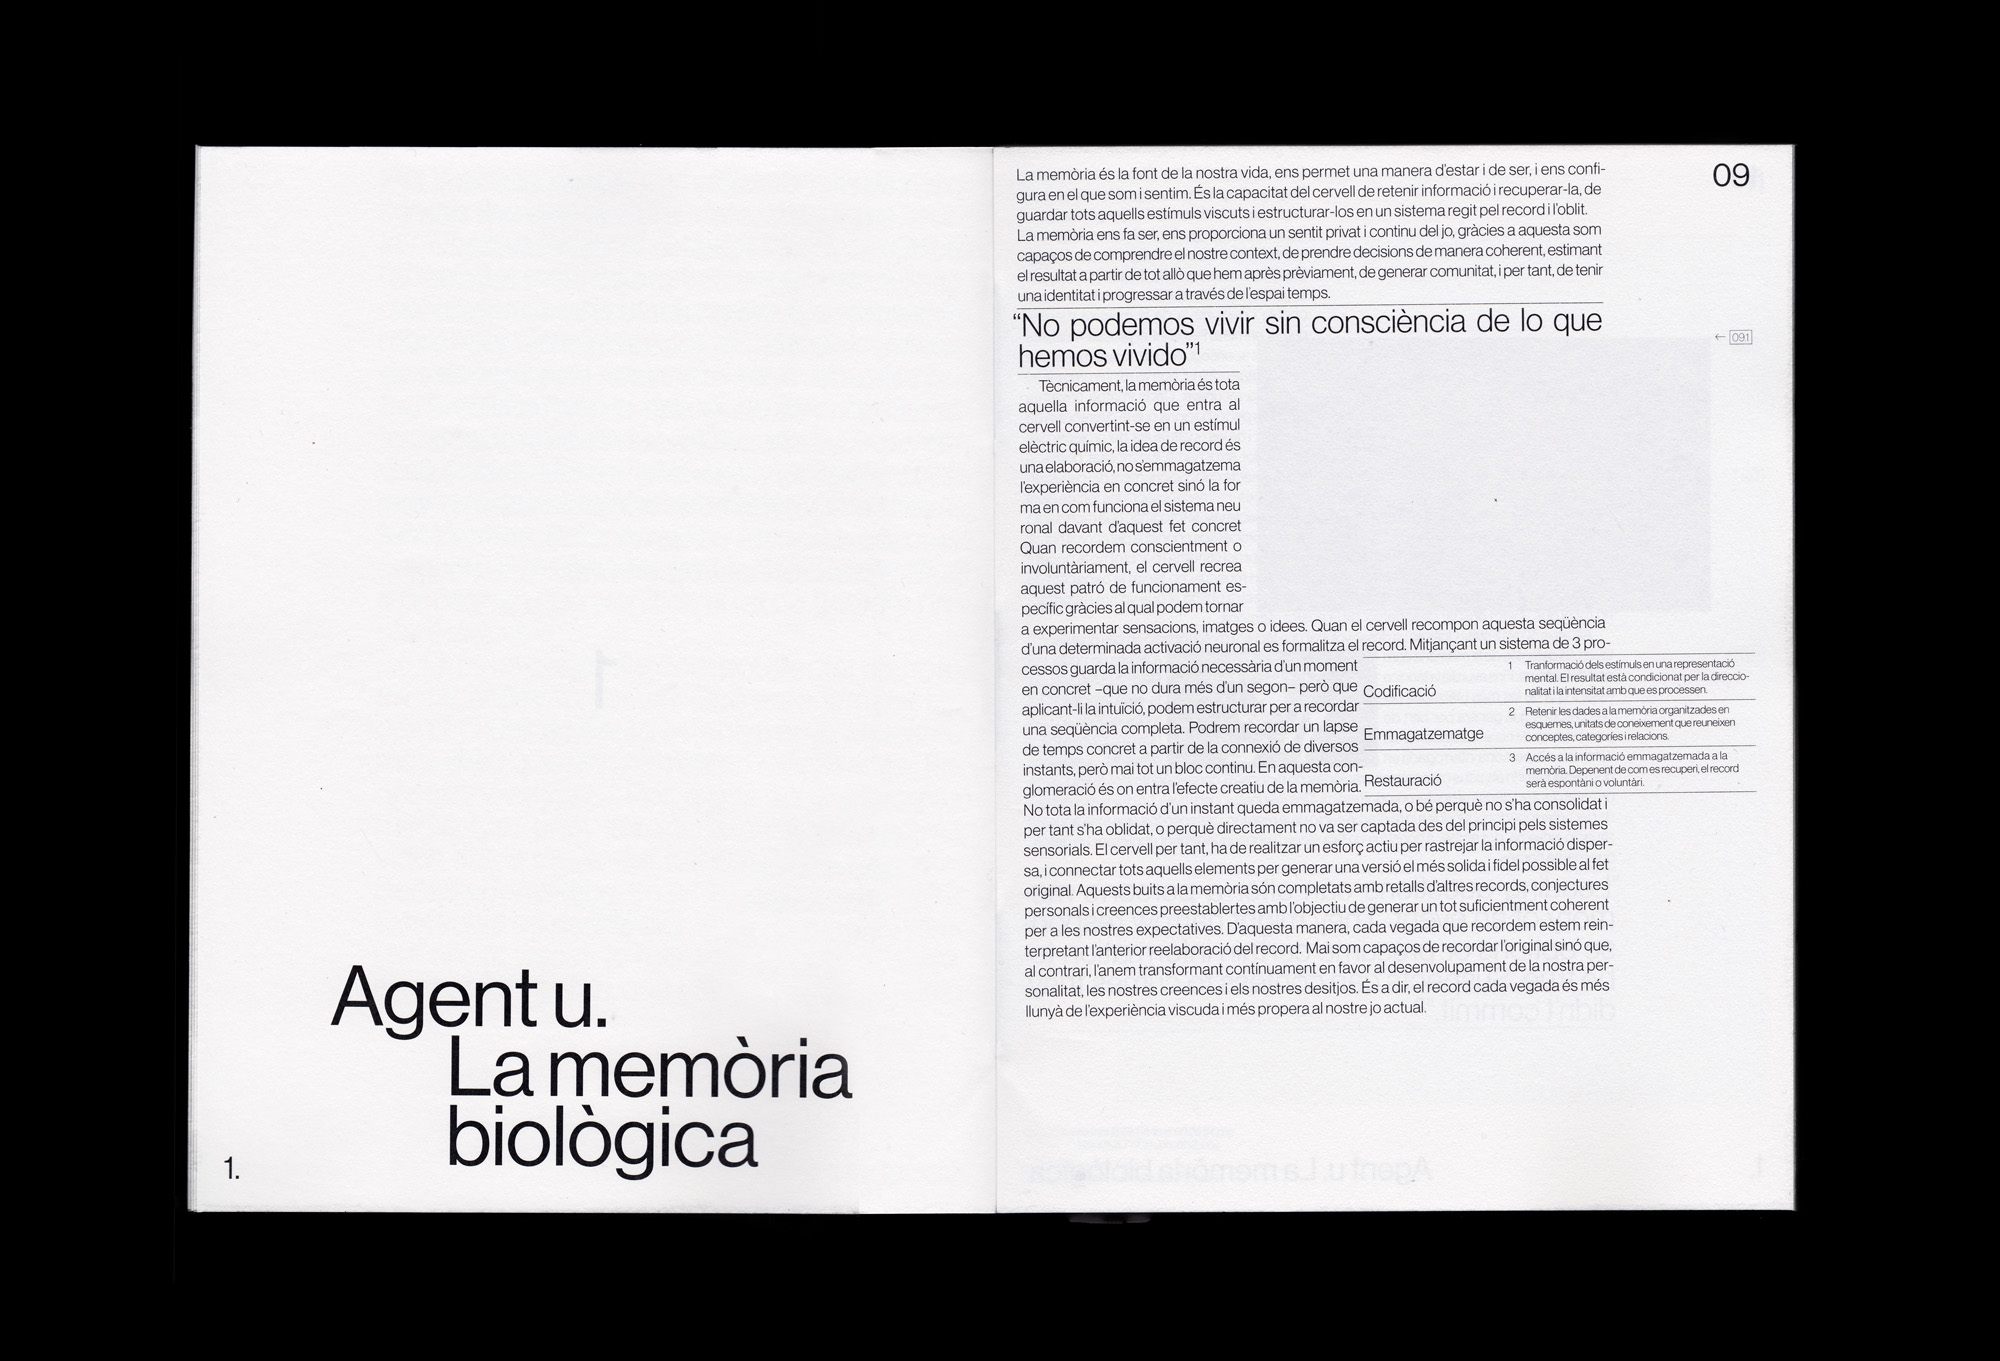 Agent u.
La memòria
biològica
1.
09
La memòria és la font de la nostra vida, ens permet una manera d'estar i de ser, i ens confi-
gura en el que som i sentim. És la capacitat del cervell de retenir informació i recuperar-la, de
guardar tots aquells estímuls viscuts i estructurar-los en un sistema regit pel record i l'oblit.
La memòria ens fa ser, ens proporciona un sentit privat i continu del jo, gràcies a aquesta som
capaços de comprendre el nostre context, de prendre decisions de manera coherent, estimant
el resultat a partir de tot allò que hem après prèviament, de generar comunitat, i per tant, de tenir
una identitat i progressar a través de l'espai temps.
“No podemos vivir sin consciència de lo que
hemos vivido”1
← 09.1
Tècnicament, la memòria és tota
aquella informació que entra al
cervell convertint-se en un estímul
elèctric químic, la idea de record és
una elaboració, no s'emmagatzema
l'experiència en concret sinó la for
ma en com funciona el sistema neu
ronal davant d'aquest fet concret
Quan recordem conscientment o
involuntàriament, el cervell recrea
aquest patró de funcionament es-
pecífic gràcies al qual podem tornar
a experimentar sensacions, imatges o idees. Quan el cervell recompon aquesta seqüència
d'una determinada activació neuronal es formalitza el record. Mitjançant un sistema de 3 pro-
cessos guarda la informació necessària d'un moment
en concret –que no dura més d'un segon– però que
aplicant-li la intuïció, podem estructurar per a recordar
una seqüència completa. Podrem recordar un lapse
de temps concret a partir de la connexió de diversos
instants, però mai tot un bloc continu. En aquesta con-
glomeració és on entra l'efecte creatiu de la memòria.
Codificació
1 Tranformació dels estímuls en una representació
mental. El resultat està condicionat per la direccio-
nalitat i la intensitat amb que es processen.
Emmagatzematge
2 Retenir les dades a la memòria organitzades en
esquemes, unitats de coneixement que reuneixen
conceptes, categories i relacions.
Restauració
3 Accés a la informació emmagatzemada a la
memòria. Depenent de com es recuperi, el record
serà espontàni o voluntàri.
No tota la informació d'un instant queda emmagatzemada, o bé perquè no s'ha consolidat i
per tant s'ha oblidat, o perquè directament no va ser captada des del principi pels sistemes
sensorials. El cervell per tant, ha de realitzar un esforç actiu per rastrejar la informació disper-
sa, i connectar tots aquells elements per generar una versió el més solida i fidel possible al fet
original. Aquests buits a la memòria són completats amb retalls d'altres records, conjectures
personals i creences preestablertes amb l'objectiu de generar un tot suficientment coherent
per a les nostres expectatives. D'aquesta manera, cada vegada que recordem estem rein-
terpretant l'anterior reelaboració del record. Mai som capaços de recordar l'original sinó que,
al contrari, l'anem transformant contínuament en favor al desenvolupament de la nostra per-
sonalitat, les nostres creences i els nostres desitjos. És a dir, el record cada vegada és més
llunyà de l'experiència viscuda i més propera al nostre jo actual.